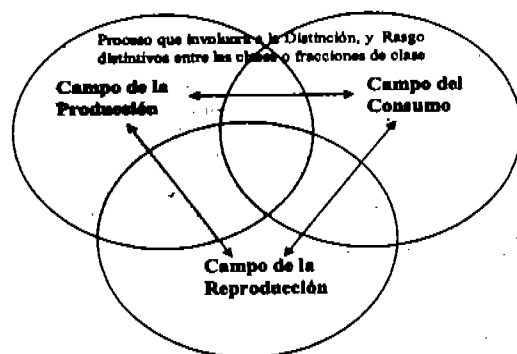 Proceso que involucra a la Distinción, y Rasgo
distintivos entre las clases o fracciones de clase
Campo de la
Producción
Campo del
Consumo
Campo de la
Reproducción